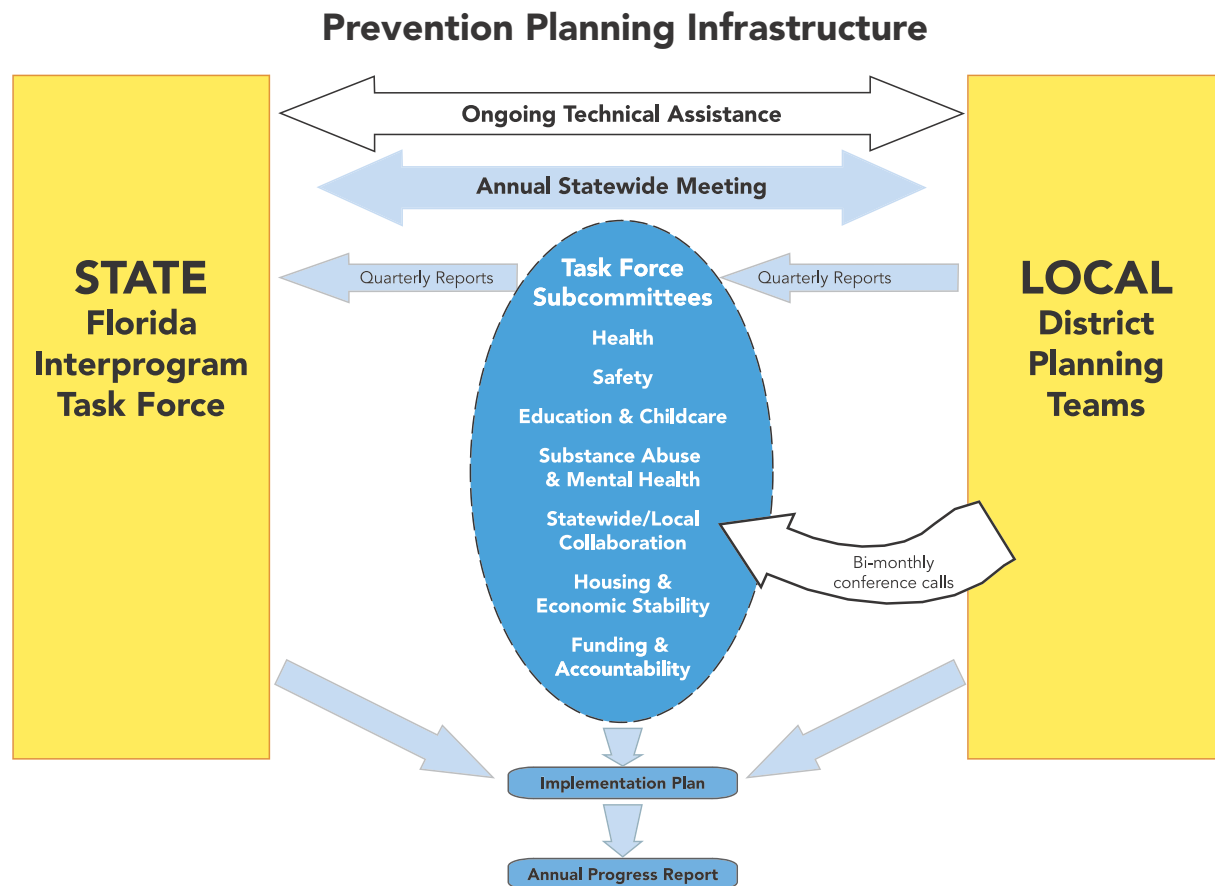 Prevention Planning Infrastructure
Ongoing Technical Assistance
Annual Statewide Meeting
STATE
Florida
Interprogram
Task Force
Quarterly Reports
Task Force
Subcommittees
Health
Safety
Education & Childcare
Substance Abuse
& Mental Health
Statewide/Local
Collaboration
Housing &
Economic Stability
Funding &
Accountability
Quarterly Reports
LOCAL
District
Planning
Teams
Bi-monthly
conference calls
Implementation Plan
Annual Progress Report